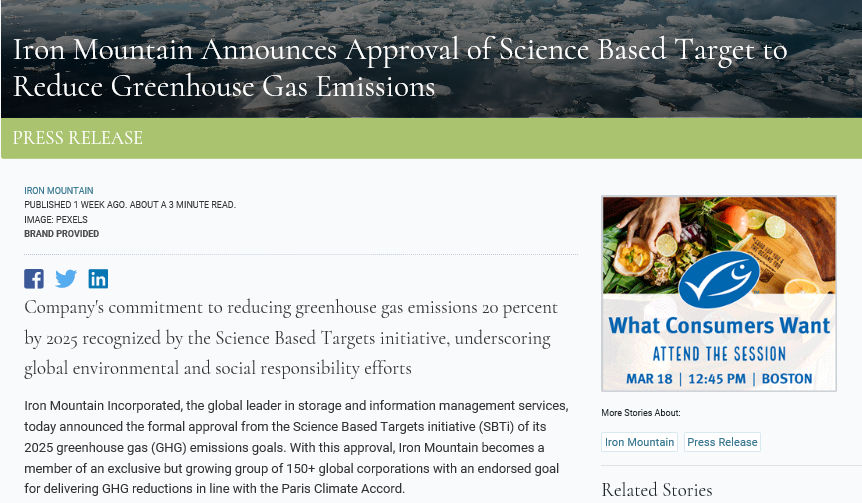 Iron Mountain Announces Approval of Science Based Target to
Reduce Greenhouse Gas Emissions
PRESS RELEASE
IRON MOUNTAIN
PUBLISHED 1 WEEK AGO. ABOUT A 3 MINUTE READ.
IMAGE: PEXELS
BRAND PROVIDED
Company's commitment to reducing greenhouse gas emissions 20 percent
by 2025 recognized by the Science Based Targets initiative, underscoring
global environmental and social responsibility efforts
Iron Mountain Incorporated, the global leader in storage and information management services,
today announced the formal approval from the Science Based Targets initiative (SBTi) of its
2025 greenhouse gas (GHG) emissions goals. With this approval, Iron Mountain becomes a
member of an exclusive but growing group of 150+ global corporations with an endorsed goal
for delivering GHG reductions in line with the Paris Climate Accord.
What Consumers Want
ATTEND THE SESSION
MAR 18 | 12:45 PM | BOSTON
More Stories About:
Iron Mountain
Press Release
Related Stories